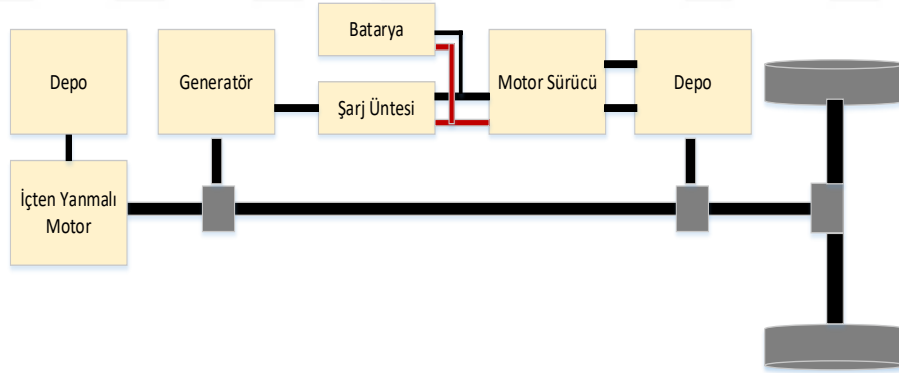 Batarya
Depo
Generatör
Şarj Üntesi
Motor Sürücü
Depo
İçten Yanmalı
Motor